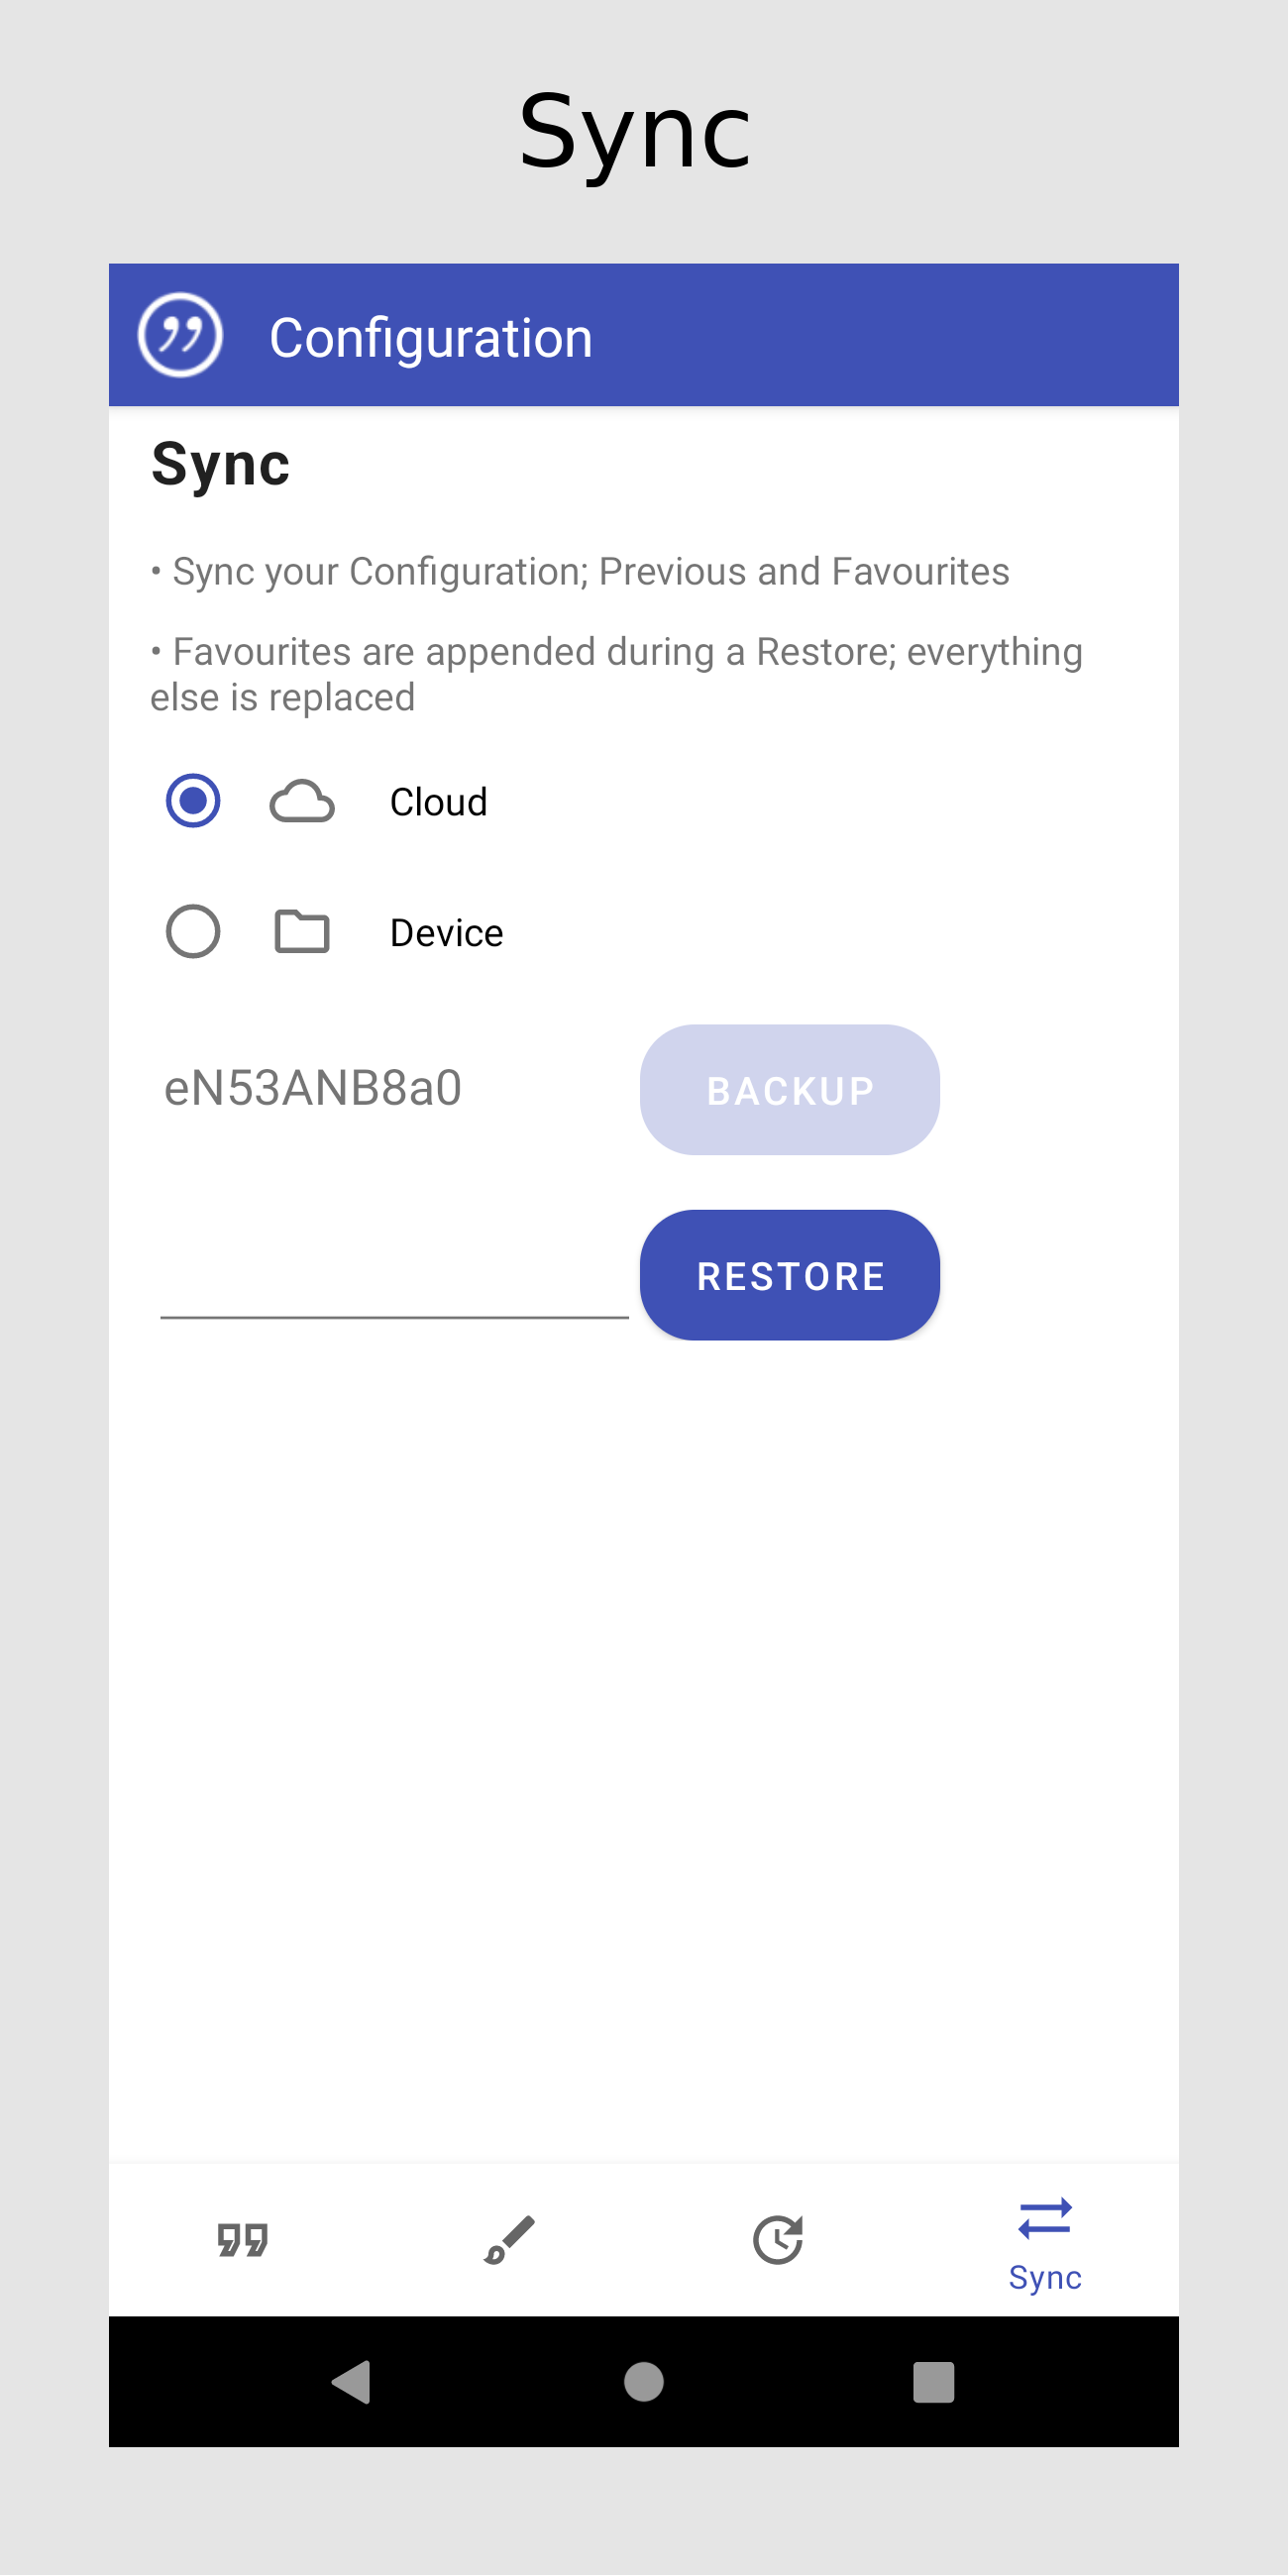 Sync
Configuration
Sync
• Sync your Configuration; Previous and Favourites
• Favourites are appended during a Restore; everything
else is replaced
Cloud
Device
eN53ANB8a0
BACKUP
RESTORE
Sync